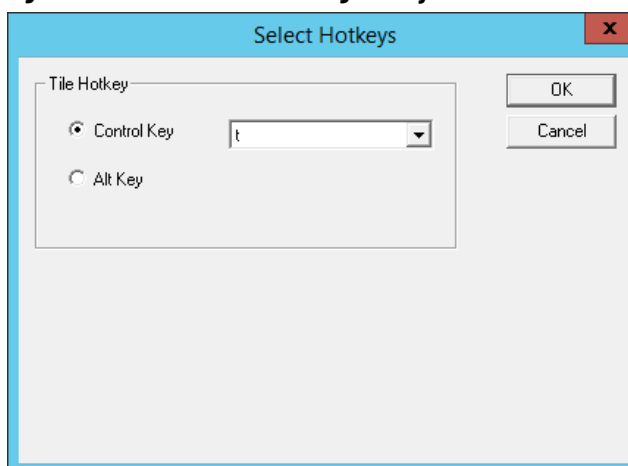 Select Hotkeys
x
Tile Hotkey
OK
Control Key
t
Cancel
Alt Key